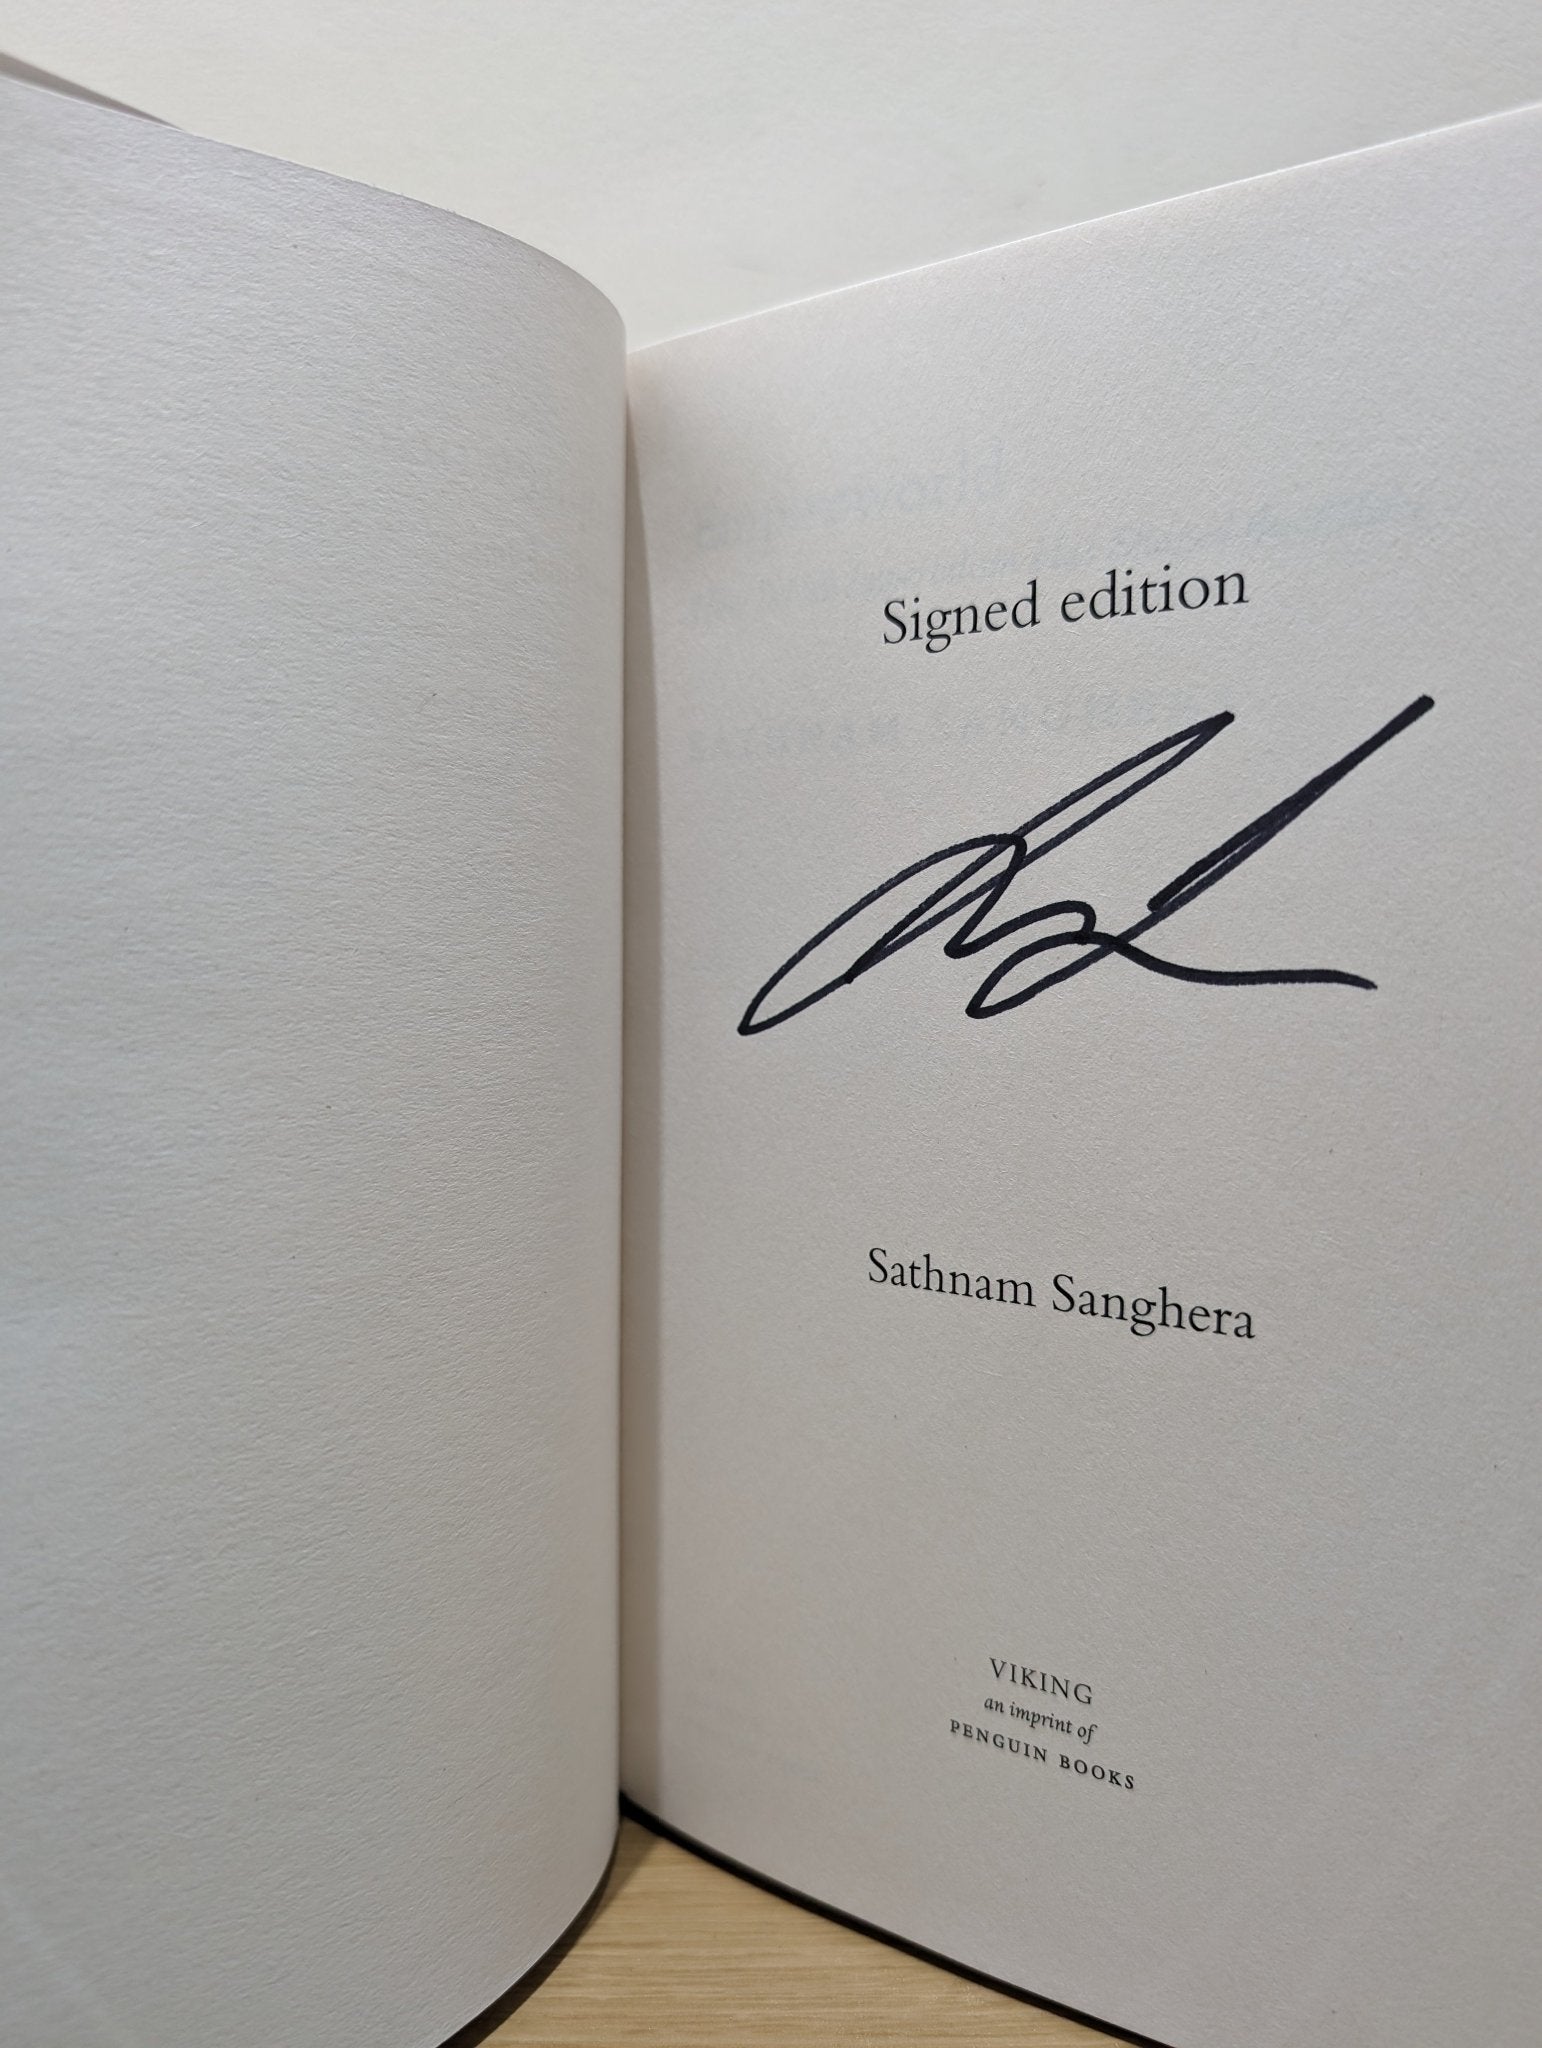 Signed edition
Sathnam Sanghera
VIKING
an imprint of
PENGUIN BOOKS